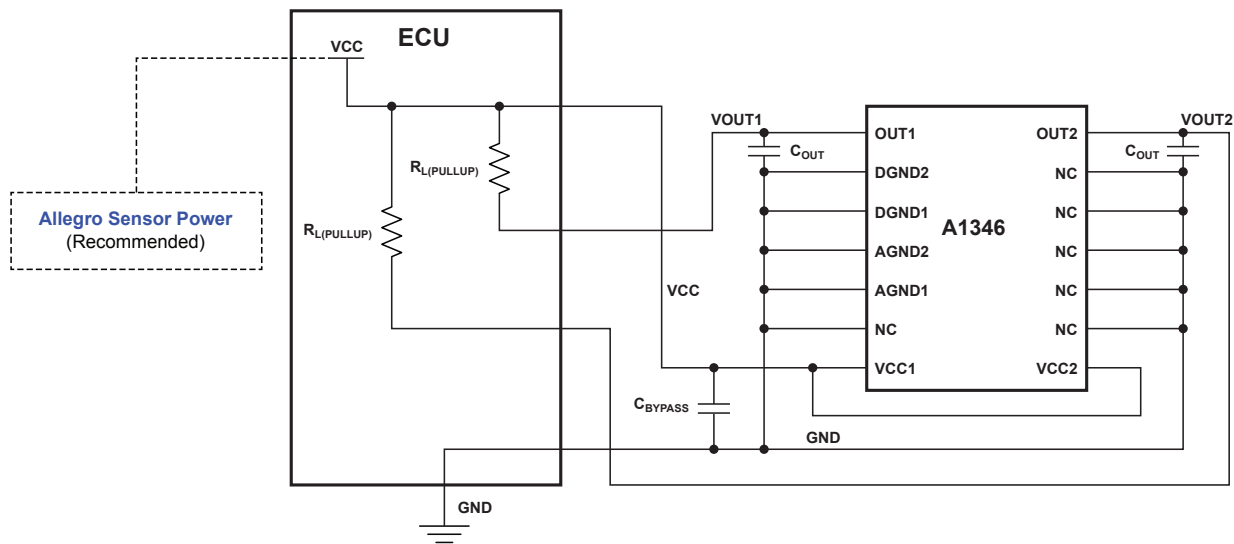 ECU
VCC
Allegro Sensor Power
(Recommended)
RL(PULLUP)
RL(PULLUP)
VCC
VOUT1
COUT
CBYPASS
GND
GND
A1346
OUT1
DGND2
DGND1
AGND2
AGND1
NC
VCC1
OUT2
NC
NC
NC
NC
NC
VCC2
VOUT2
COUT